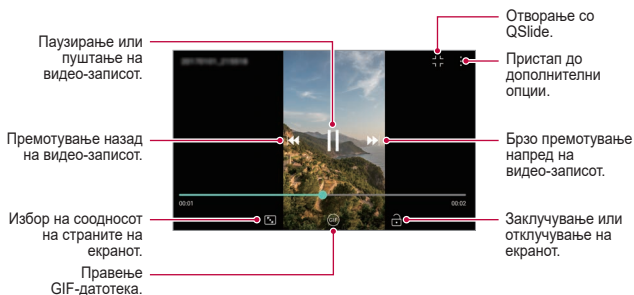 Отворање со
QSlide.
Паузирање или
пуштање на
видео-записот.
Пристап до
дополнителни
опции.
Премотување назад
на видео-записот.
Брзо премотување
напред на
видео-записот.
00:01
00:02
Избор на соодносот
на страните на
екранот.
GIF
Заклучување или
отклучување на
екранот.
Правење
GIF-датотека.